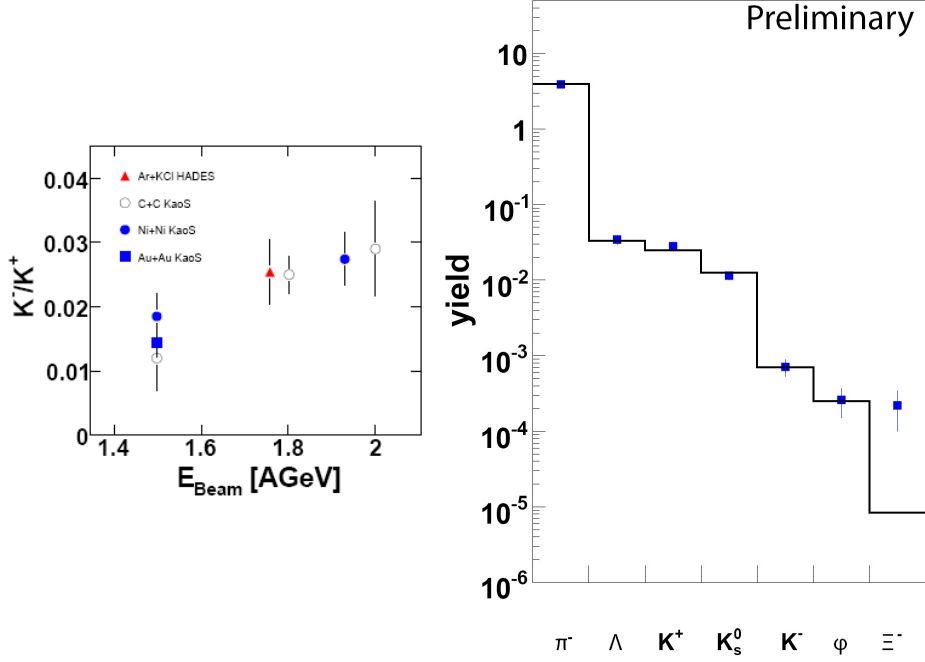 Preliminary
K⁻/K⁺
0.04
0.03
0.02
0.01
0
Ar+KCl HADES
C+C KaoS
Ni+Ni KaoS
Au+Au KaoS
1.4 1.6 1.8 2
E_Beam [AGeV]
yield
10
1
10⁻¹
10⁻²
10⁻³
10⁻⁴
10⁻⁵
10⁻⁶
π⁻ Λ K⁺ K⁰ₛ K⁻ φ Ξ⁻